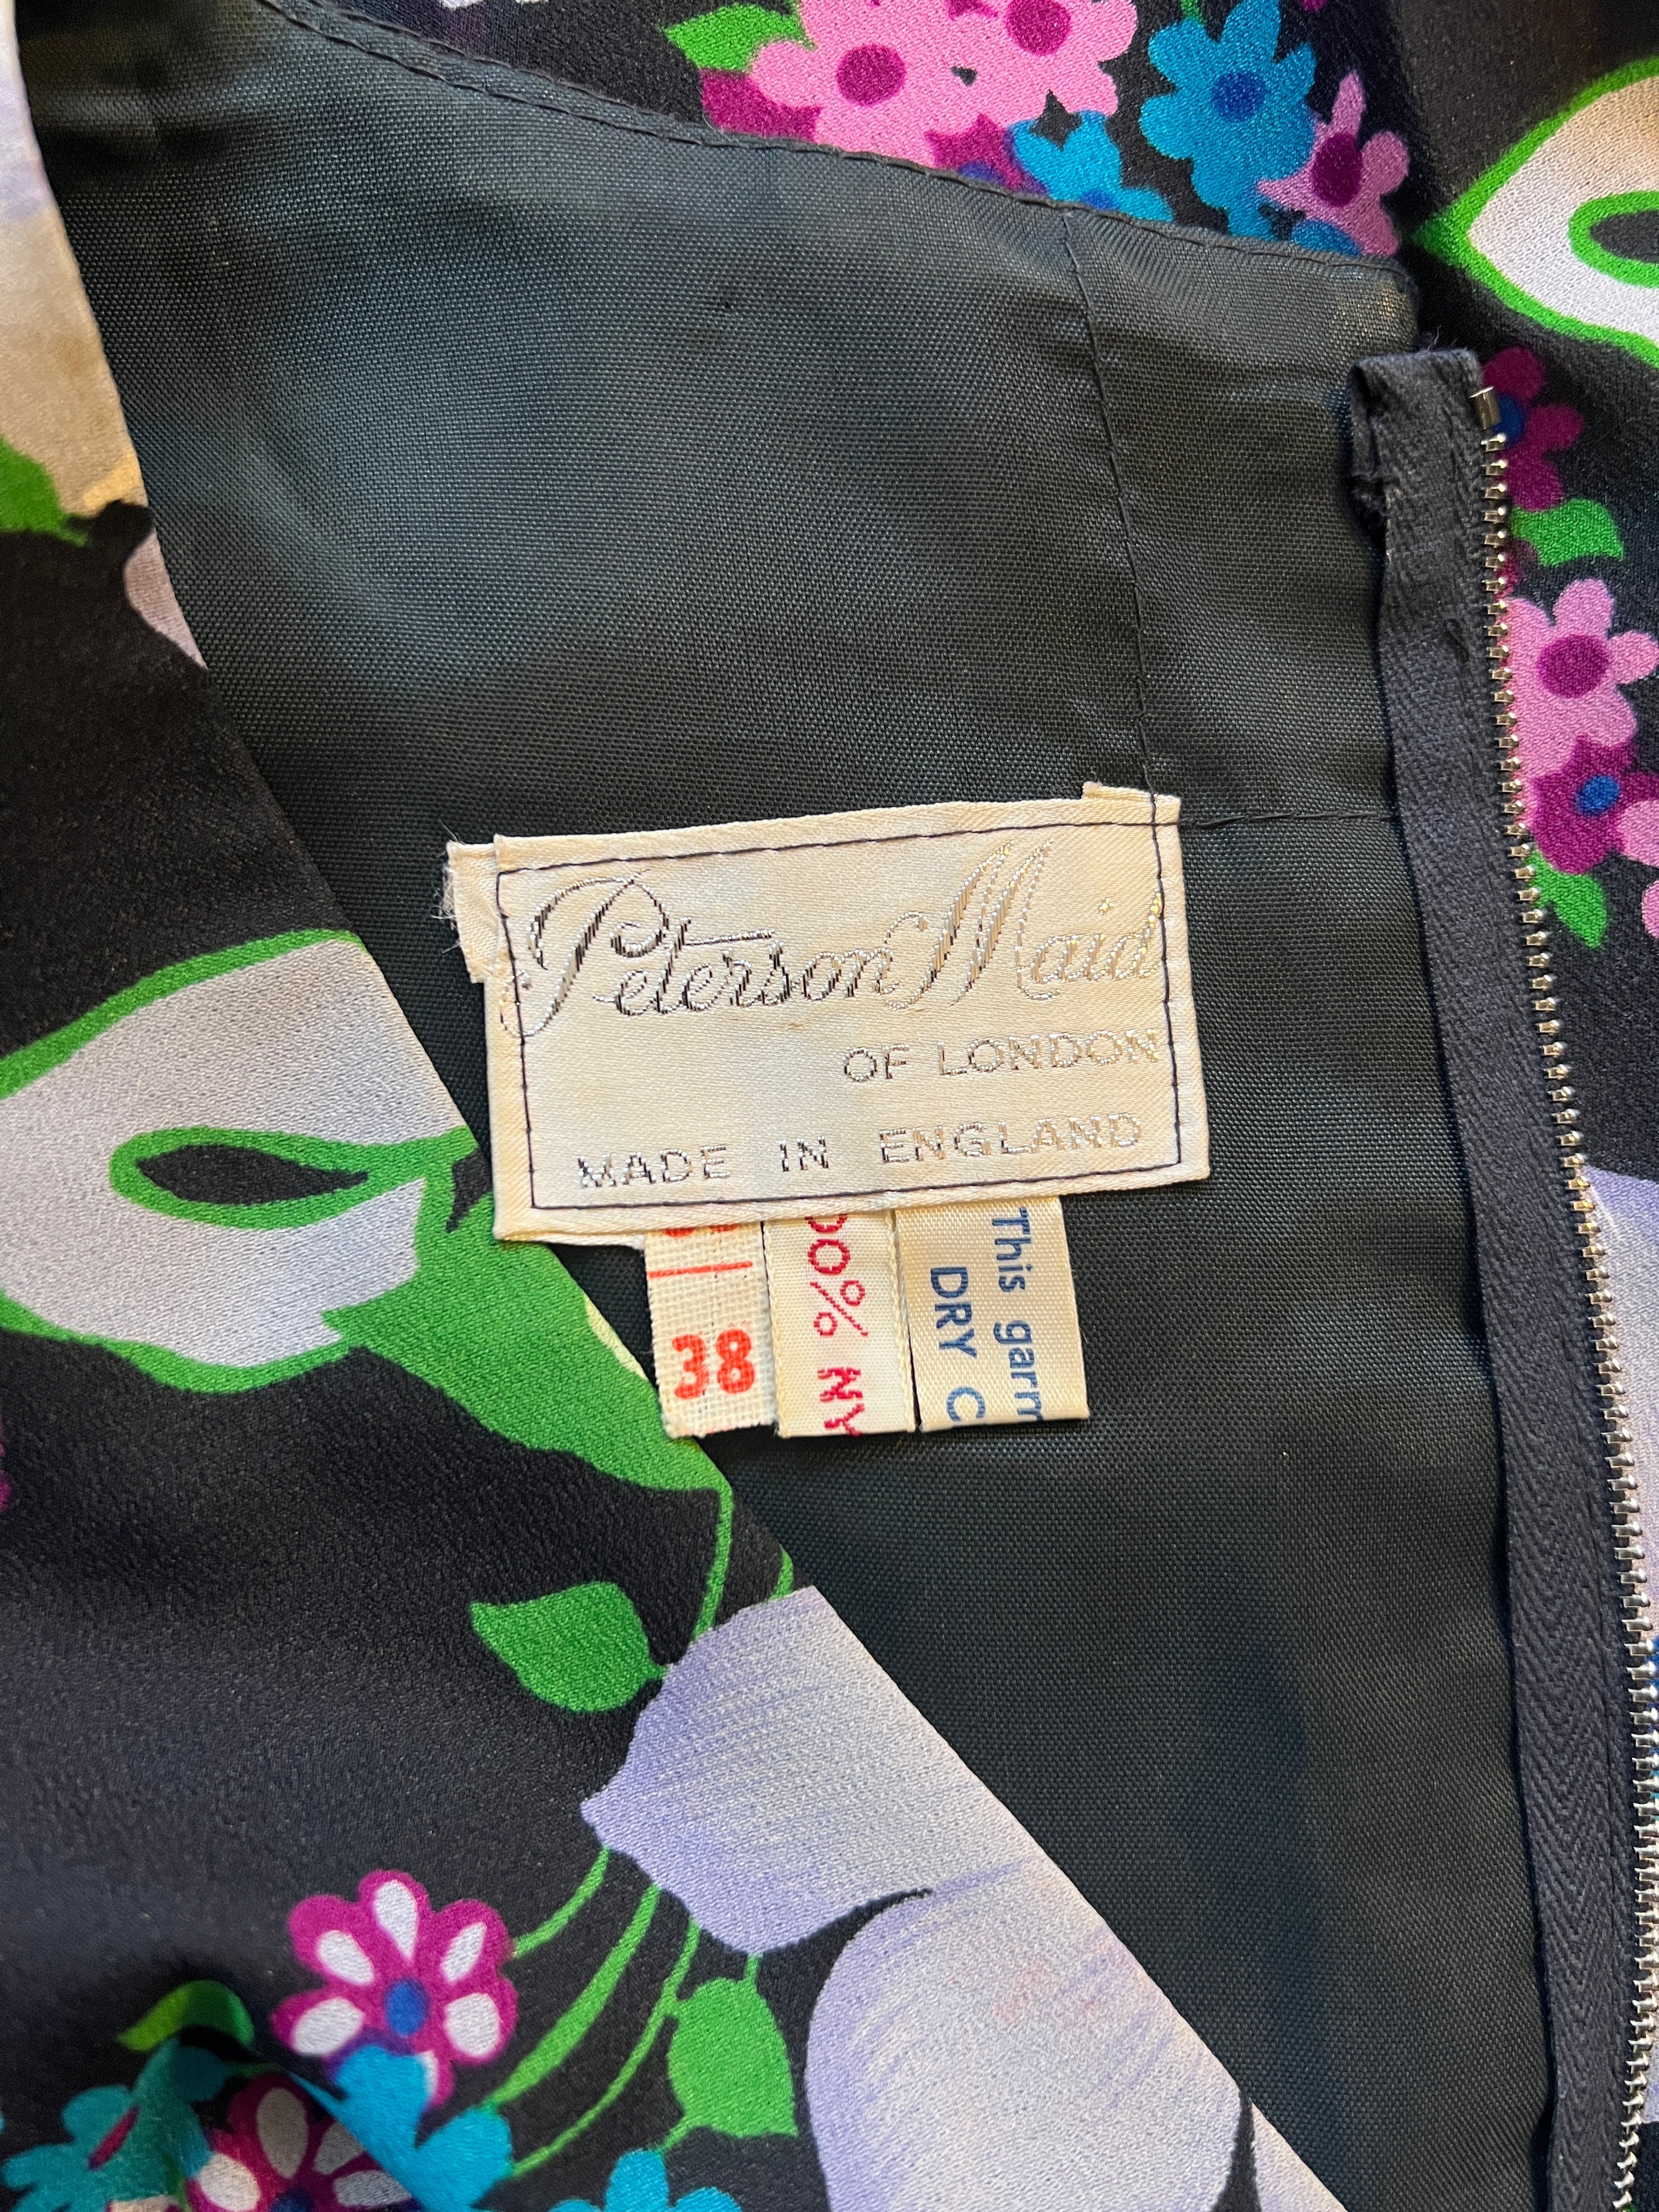 Peterson Maid
OF LONDON
MADE IN ENGLAND
38
00% NY
This garm
DRY C